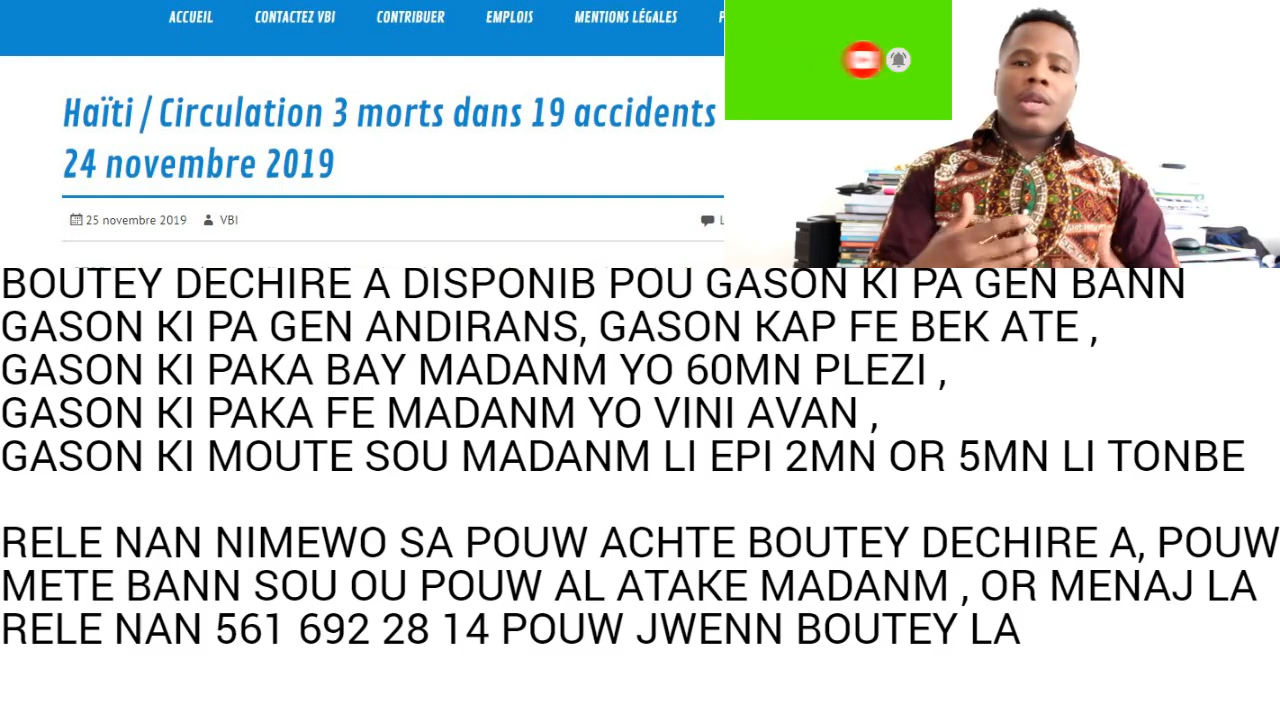 ACCUEIL CONTACTEZ VBI CONTRIBUER EMPLOIS MENTIONS LÉGALES
Haïti / Circulation 3 morts dans 19 accidents
24 novembre 2019
25 novembre 2019 VBI
BOUTEY DECHIRE A DISPONIB POU GASON KI PA GEN BANN
GASON KI PA GEN ANDIRANS, GASON KAP FE BEK ATE ,
GASON KI PAKA BAY MADANM YO 60MN PLEZI ,
GASON KI PAKA FE MADANM YO VINI AVAN ,
GASON KI MOUTE SOU MADANM LI EPI 2MN OR 5MN LI TONBE
RELE NAN NIMEWO SA POUW ACHTE BOUTEY DECHIRE A, POUW
METE BANN SOU OU POUW AL ATAKE MADANM , OR MENAJ LA
RELE NAN 561 692 28 14 POUW JWENN BOUTEY LA